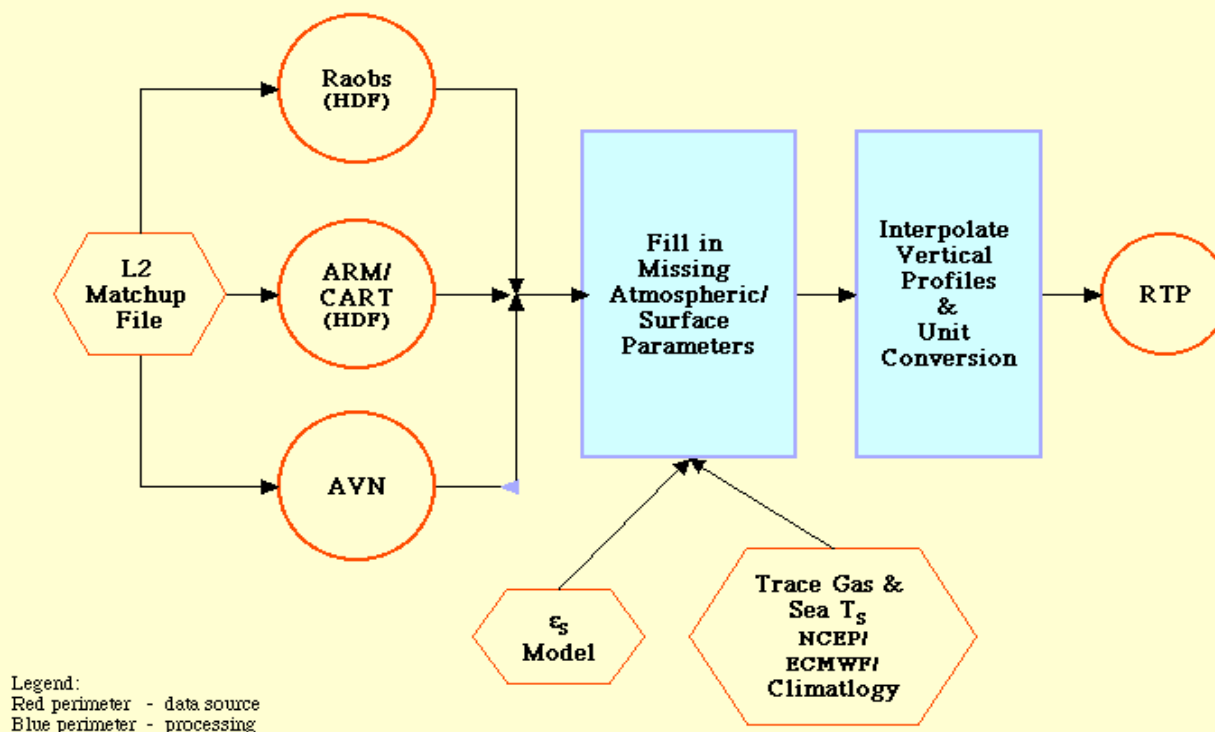 Raobs
(HDF)
L2
Matchup
File
ARM/
CART
(HDF)
AVN
Fill in
Missing
Atmospheric/
Surface
Parameters
Interpolate
Vertical
Profiles
&
Unit
Conversion
RTP
εs
Model
Trace Gas &
Sea Ts
NCEP/
ECMWF/
Climatlogy
Legend:
Red perimeter - data source
Blue perimeter - processing